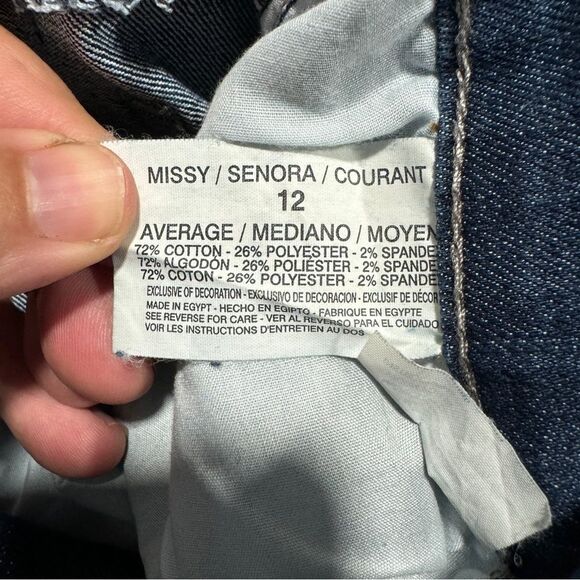 MISSY / SENORA / COURANT
12
AVERAGE / MEDIANO / MOYEN
72% COTTON - 26% POLYESTER - 2% SPANDE
72% ALGODÓN - 26% POLIÉSTER - 2% SPANDE
72% COTON - 26% POLYESTER - 2% SPANDE
EXCLUSIVE OF DECORATION - EXCLUSIVO DE DECORACION - EXCLUSIF DE DÉCOR
MADE IN EGYPT - HECHO EN EGIPTO - FABRIQUE EN EGYPTE
SEE REVERSE FOR CARE - VER AL REVERSO PARA EL CUIDADO
VOIR LES INSTRUCTIONS D'ENTRETIEN AU DOS